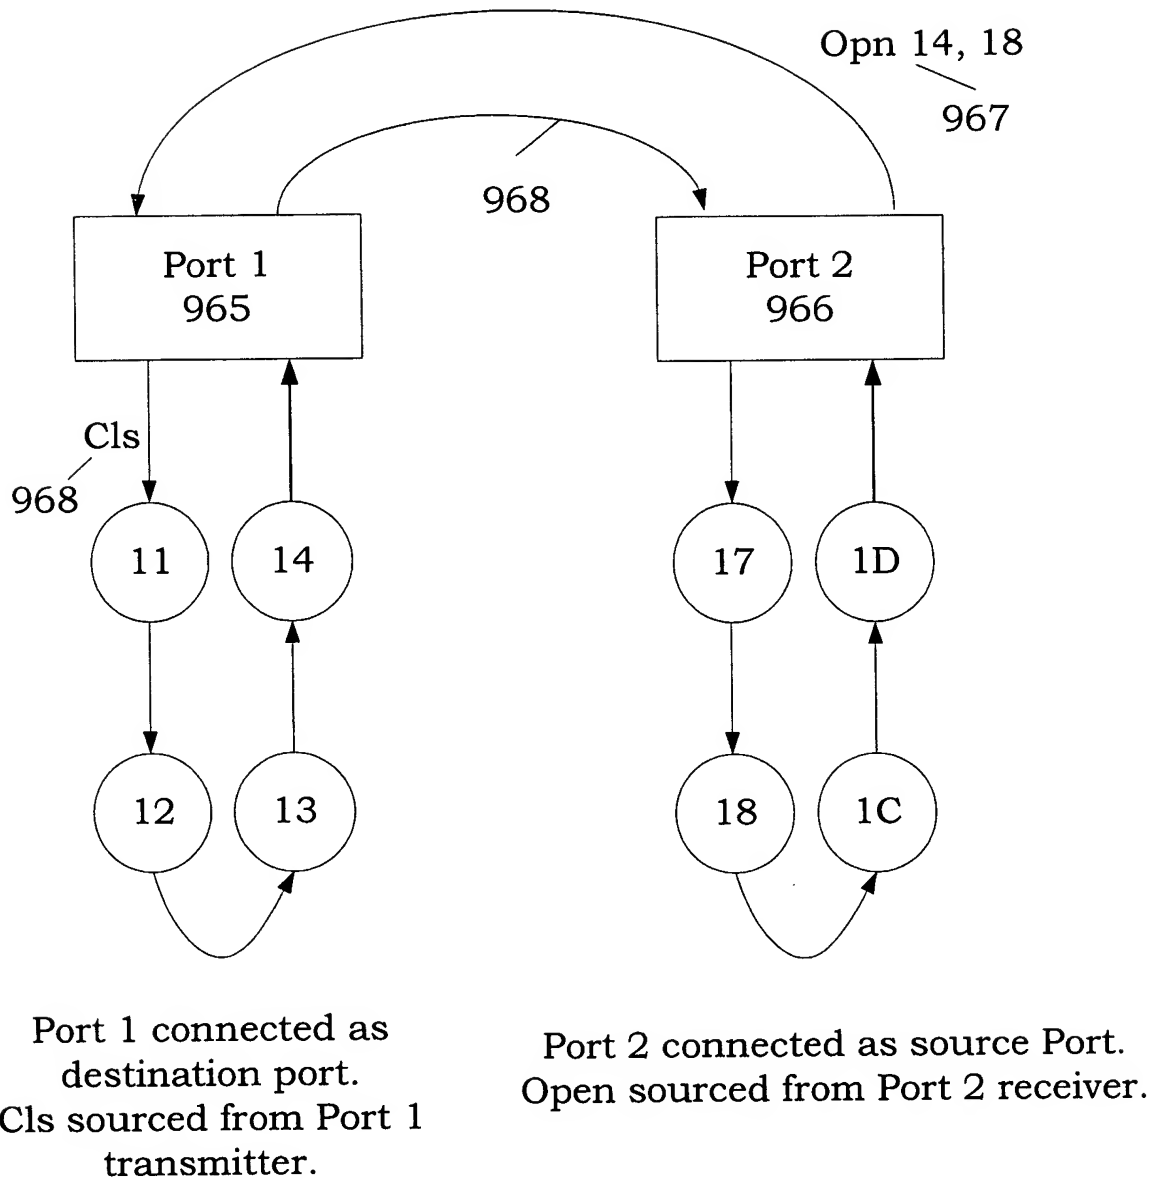 Opn 14, 18
967
968
Port 1
965
Port 2
966
Cls
968
11
14
17
1D
12
13
18
1C
Port 1 connected as
destination port.
Cls sourced from Port 1
transmitter.
Port 2 connected as source Port.
Open sourced from Port 2 receiver.